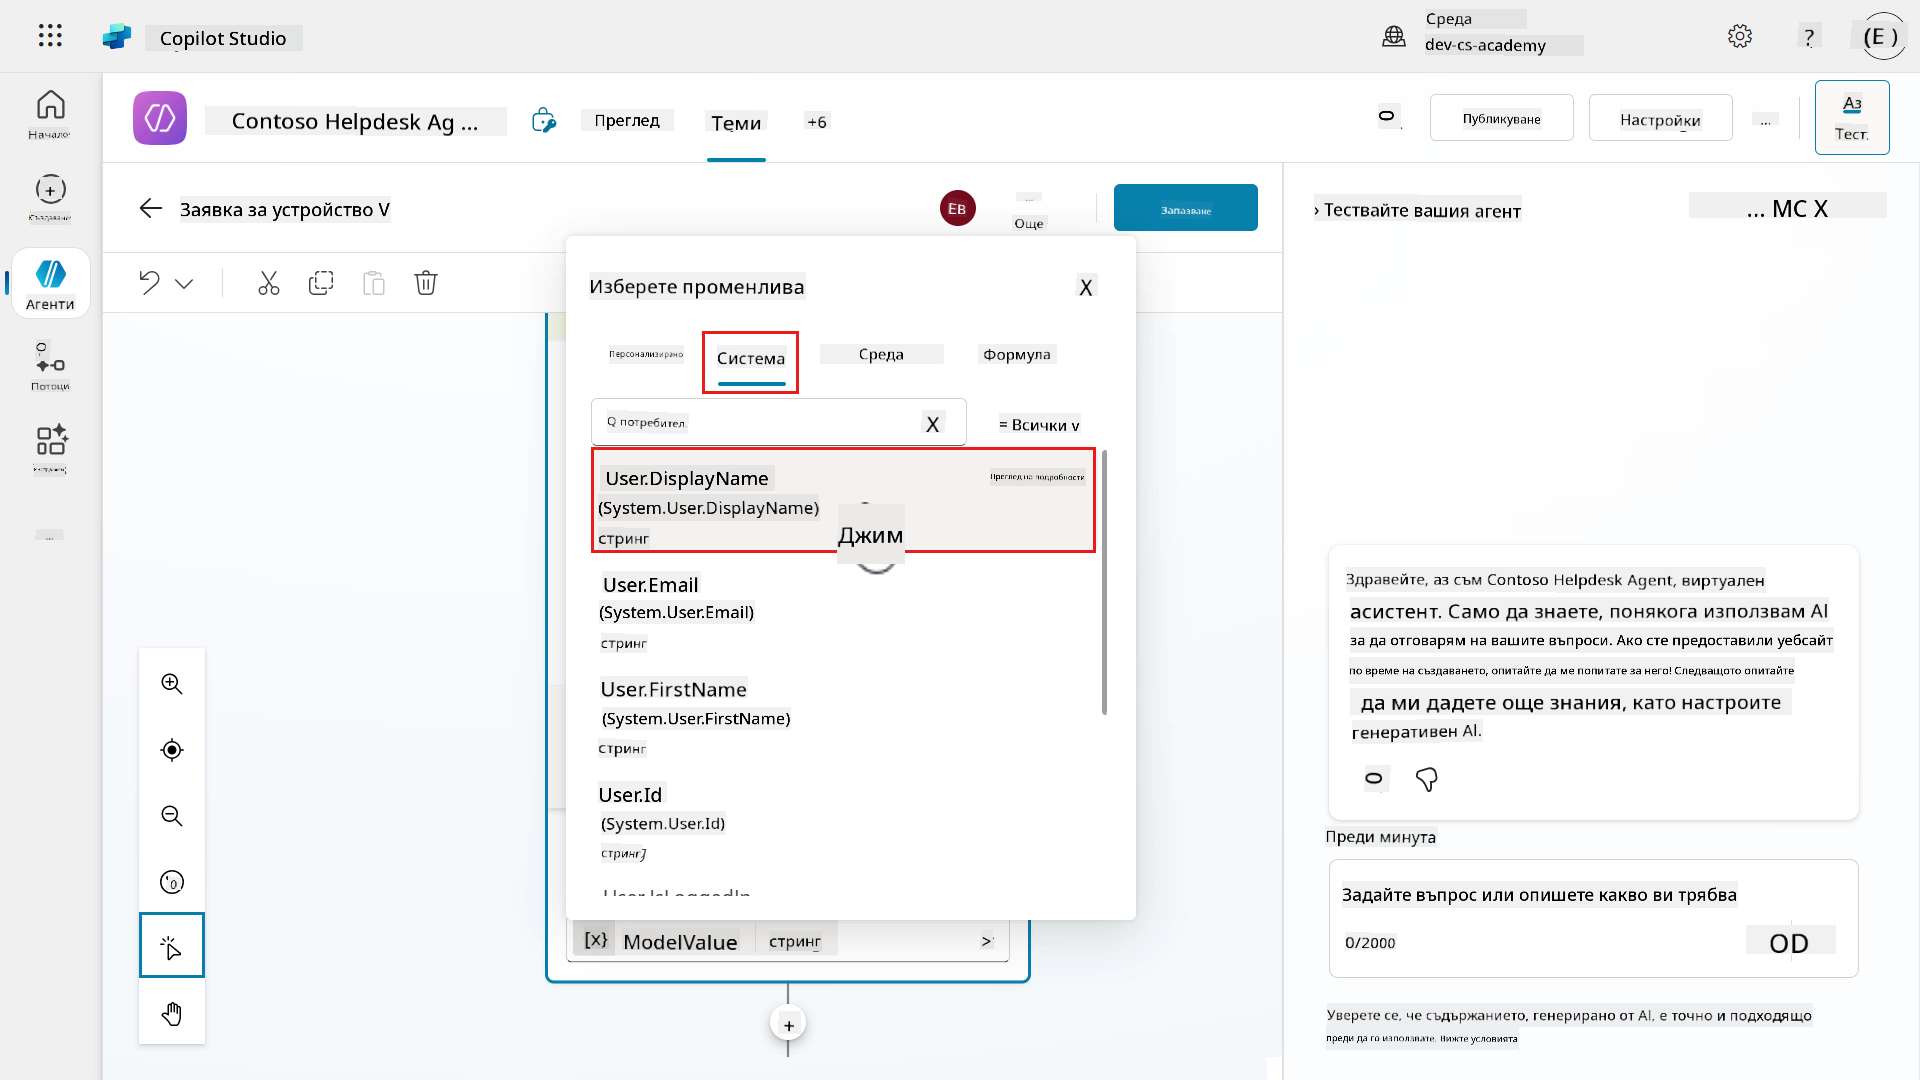 Copilot Studio
Среда
dev-cs-academy
?
(E )
Начало
Създаване
Агенти
Потоци
...
Contoso Helpdesk Ag ...
Преглед
Теми
+6
Публикуване
Настройки
...
Аз
Тест.
Заявка за устройство V
EB
...
Още
Запазване
Изберете променлива
X
Персонализирано
Система
Среда
Формула
Q потребител.
X
= Всички v
User.DisplayName
Преглед на подробности
(System.User.DisplayName)
стринг
Джим
User.Email
(System.User.Email)
стринг
User.FirstName
(System.User.FirstName)
стринг
User.Id
(System.User.Id)
стринг]
User.IsLoggedIn
[x} ModelValue стринг >
› Тествайте вашия агент
... MC X
Здравейте, аз съм Contoso Helpdesk Agent, виртуален
асистент. Само да знаете, понякога използвам AI
за да отговарям на вашите въпроси. Ако сте предоставили уебсайт
по време на създаването, опитайте да ме попитате за него! Следващото опитайте
да ми дадете още знания, като настроите
генеративен AI.
Преди минута
Задайте въпрос или опишете какво ви трябва
0/2000
OD
Уверете се, че съдържанието, генерирано от AI, е точно и подходящо
преди да го използвате. Вижте условията